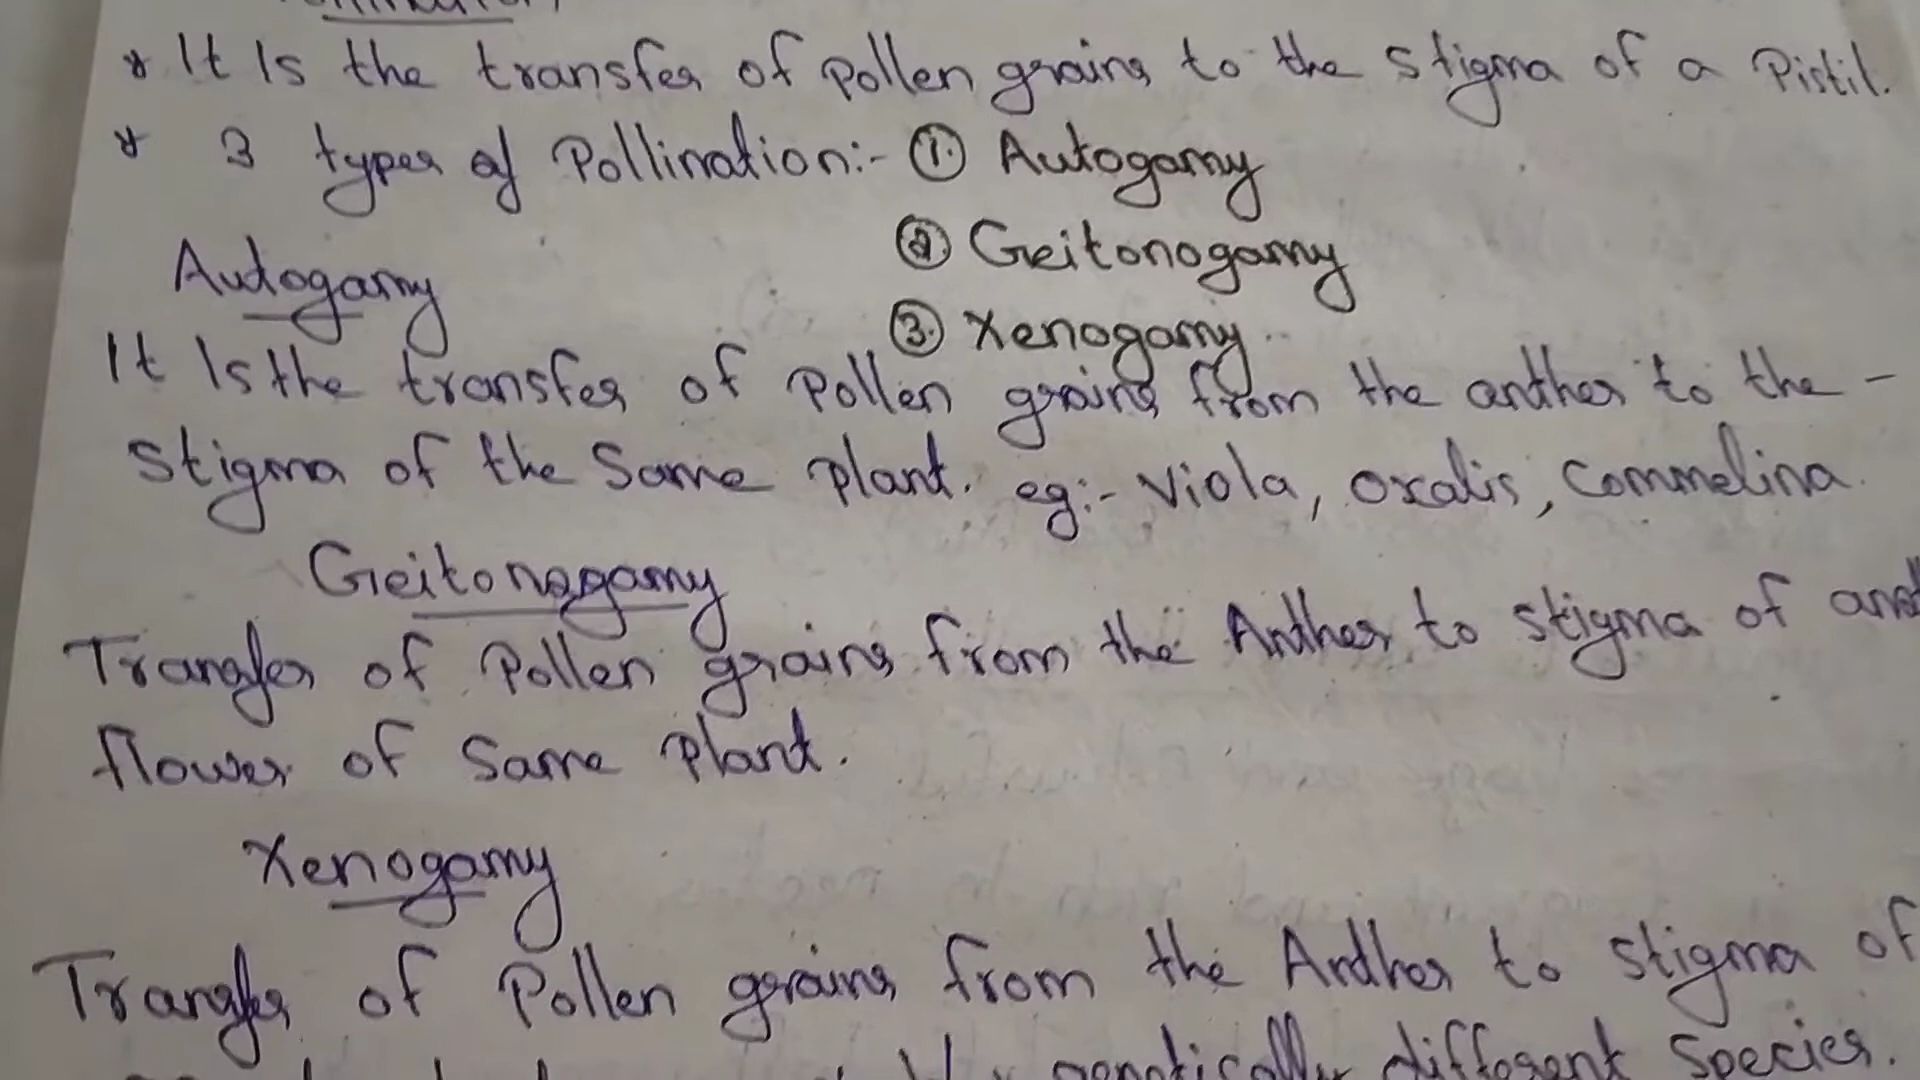 * It Is the transfer of Pollen grains to the stigma of a Pistil.
* 3 types of Pollination:- ① Autogamy
② Geitonogamy
③ Xenogamy
Autogamy
It Is the transfer of Pollen grains from the anther to the -
Stigma of the Same plant. eg:- Viola, Oxalis, Commelina.
Geitonogamy
Transfer of Pollen grains from the Anther to stigma of
flower of Same Plant.
Xenogamy
Transfer of Pollen grains from the Anther to stigma of
genetically different Species.